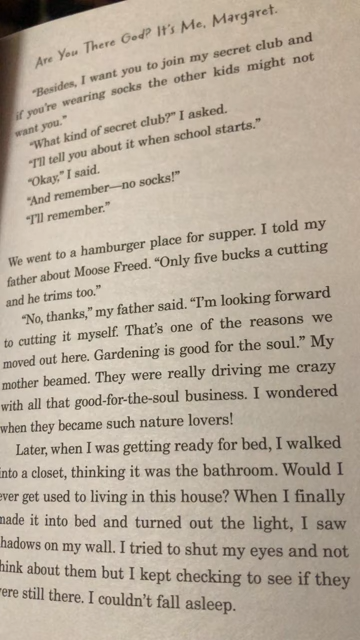 Are You There God? It's Me, Margaret.
"Besides, I want you to join my secret club and
if you're wearing socks the other kids might not
want you."
"What kind of secret club?" I asked.
"I'll tell you about it when school starts."
"Okay," I said.
"And remember—no socks!"
"I'll remember."
We went to a hamburger place for supper. I told my
father about Moose Freed. "Only five bucks a cutting
and he trims too."
"No, thanks," my father said. "I'm looking forward
to cutting it myself. That's one of the reasons we
moved out here. Gardening is good for the soul." My
mother beamed. They were really driving me crazy
with all that good-for-the-soul business. I wondered
when they became such nature lovers!
Later, when I was getting ready for bed, I walked
into a closet, thinking it was the bathroom. Would I
ever get used to living in this house? When I finally
made it into bed and turned out the light, I saw
hadows on my wall. I tried to shut my eyes and not
hink about them but I kept checking to see if they
ere still there. I couldn't fall asleep.